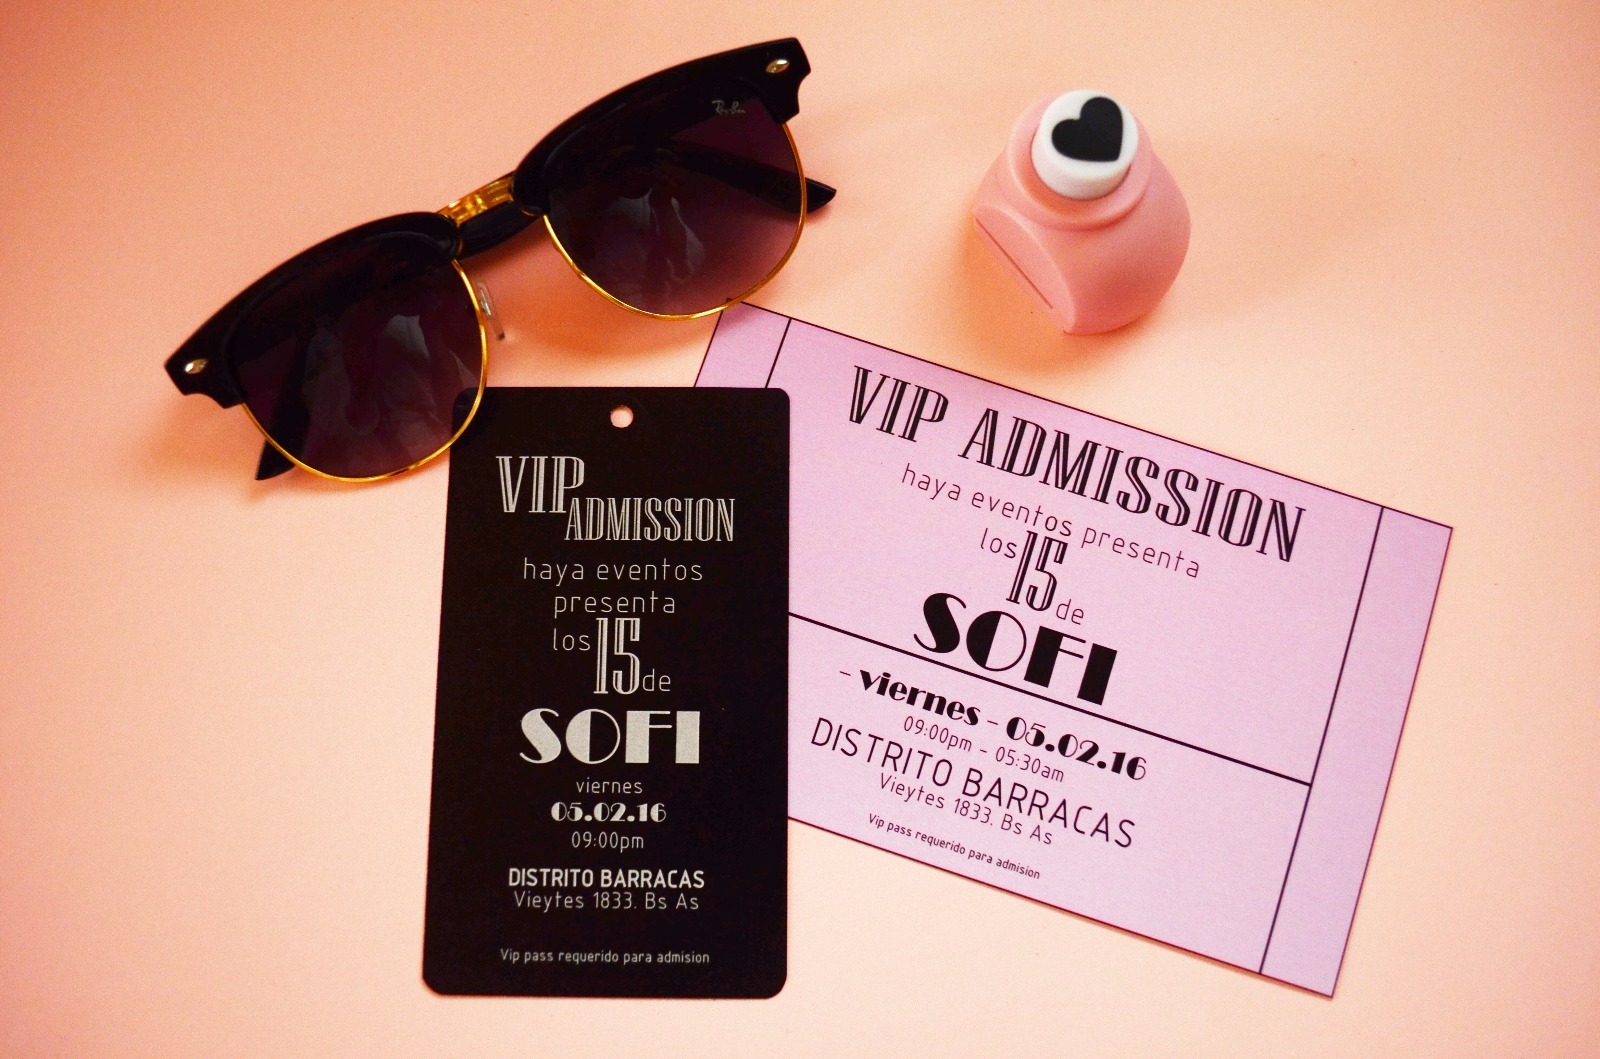 Ray-Ban
VIP
ADMISSION
haya eventos
presenta
los 15 de
SOFI
viernes
05.02.16
09:00pm
DISTRITO BARRACAS
Vieytes 1833. Bs As
Vip pass requerido para admision
VIP ADMISSION
haya eventos presenta
los 15 de
SOFI
- viernes - 05.02.16
09:00pm - 05:30am
DISTRITO BARRACAS
Vieytes 1833. Bs As
Vip pass requerido para admision